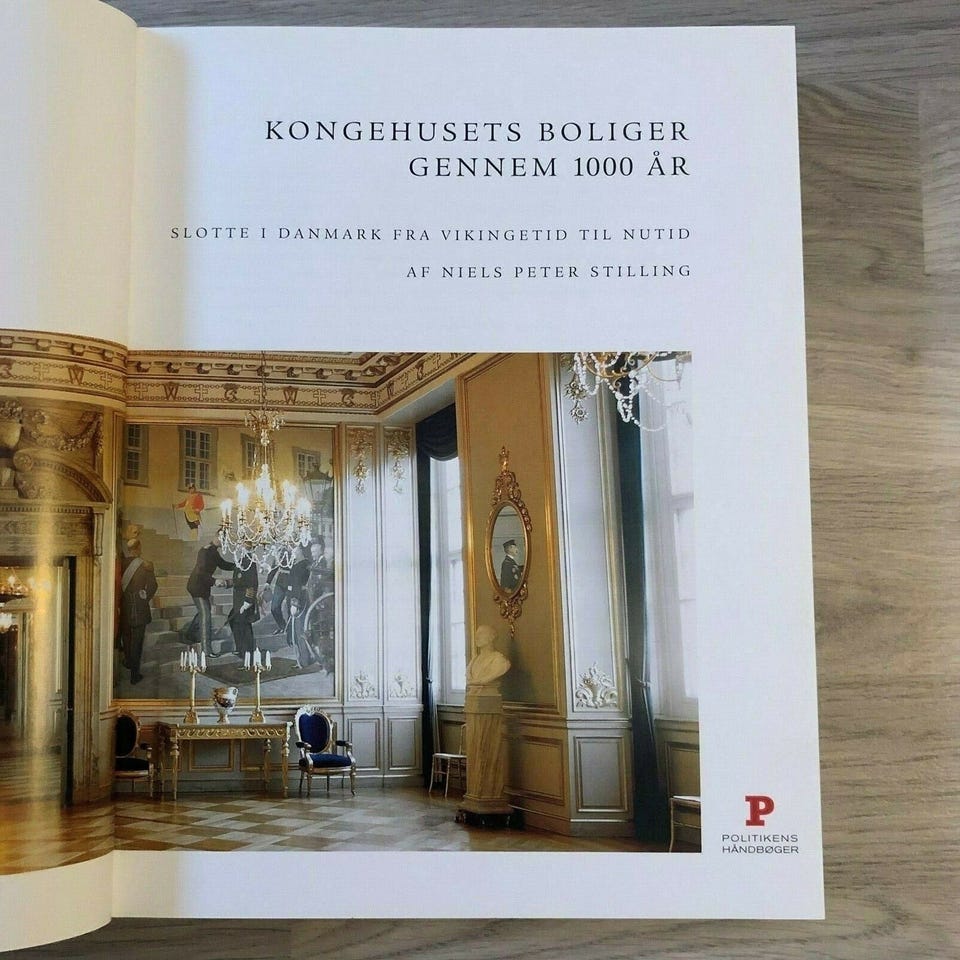 KONGEHUSETS BOLIGER
GENNEM 1000 ÅR
SLOTTE I DANMARK FRA VIKINGETID TIL NUTID
AF NIELS PETER STILLING
P
POLITIKENS
HÅNDBØGER